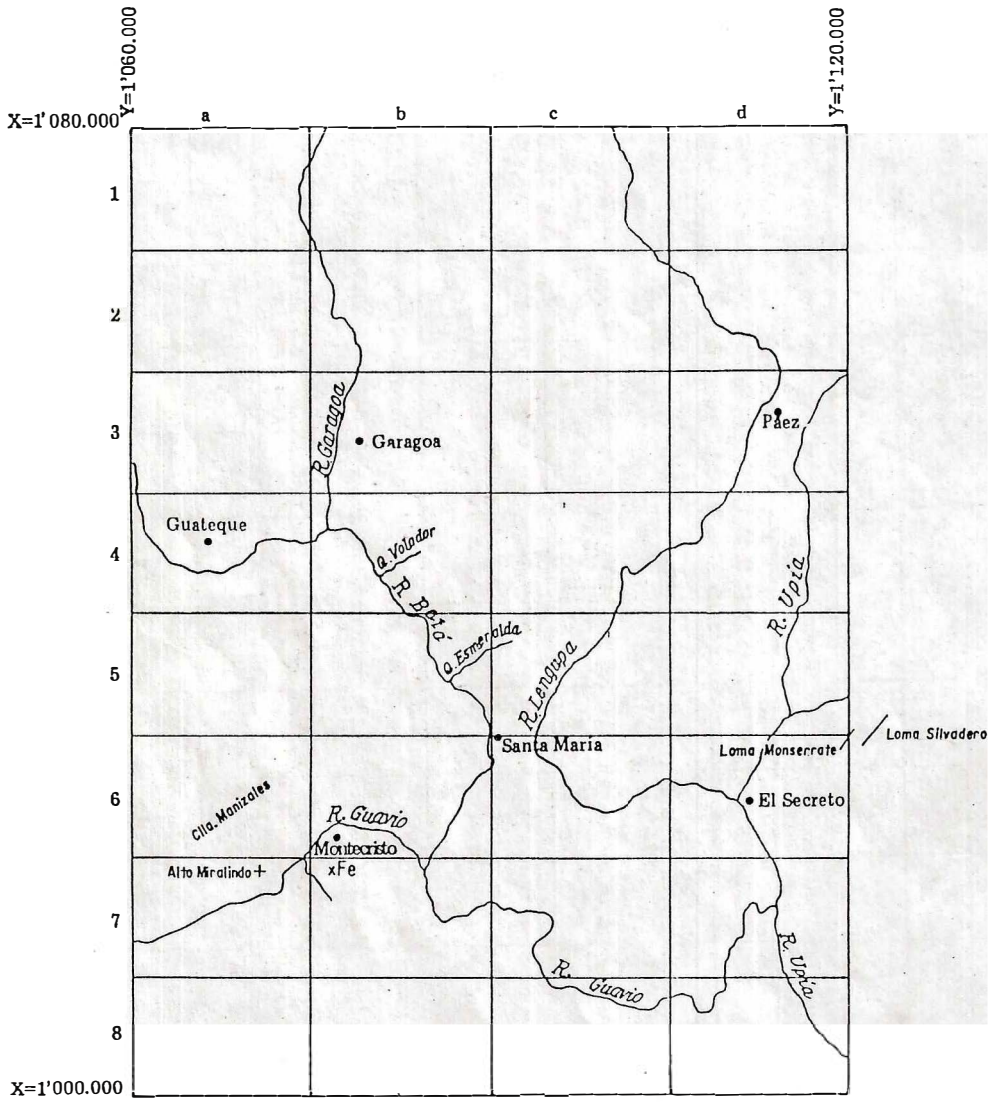 Y=1'060.000
Y=1'120.000
X=1'080.000
a b c d
1
2
3
R. Garagoa
Garagoa
Páez
Guateque
4
Q. Volador
R. Batá
R. Upía
Q. Esmeralda
5
R. Lengupa
Santa María
Loma Monserrate
Loma Silvadero
6
El Secreto
Clla. Manizales
R. Guavio
Montecristo
Alto Miralindo +
xFe
7
R. Guavio
R. Upía
8
X=1'000.000